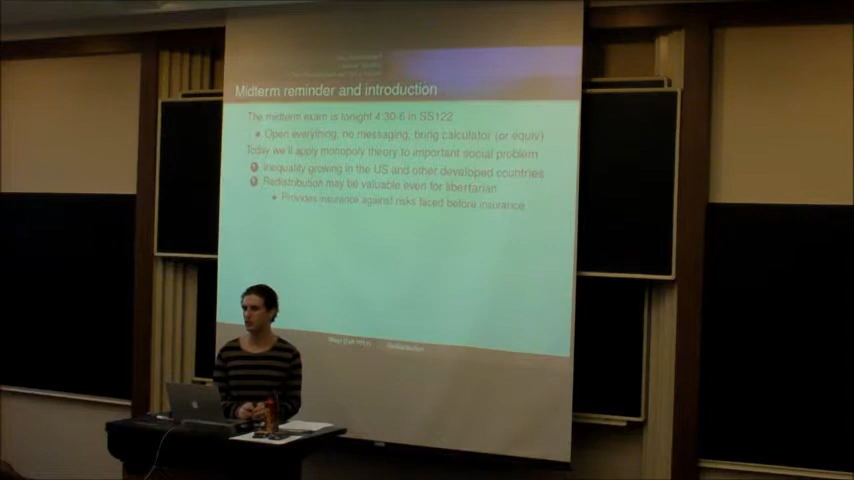 Midterm reminder and introduction
The midterm exam is tonight 4:30-6 in SS122
Open everything, no messaging, bring calculator (or equiv)
Today we'll apply monopoly theory to important social problem
Inequality growing in the US and other developed countries
Redistribution may be valuable even for libertarian
Provides insurance against risks faced before insurance
Redistribution